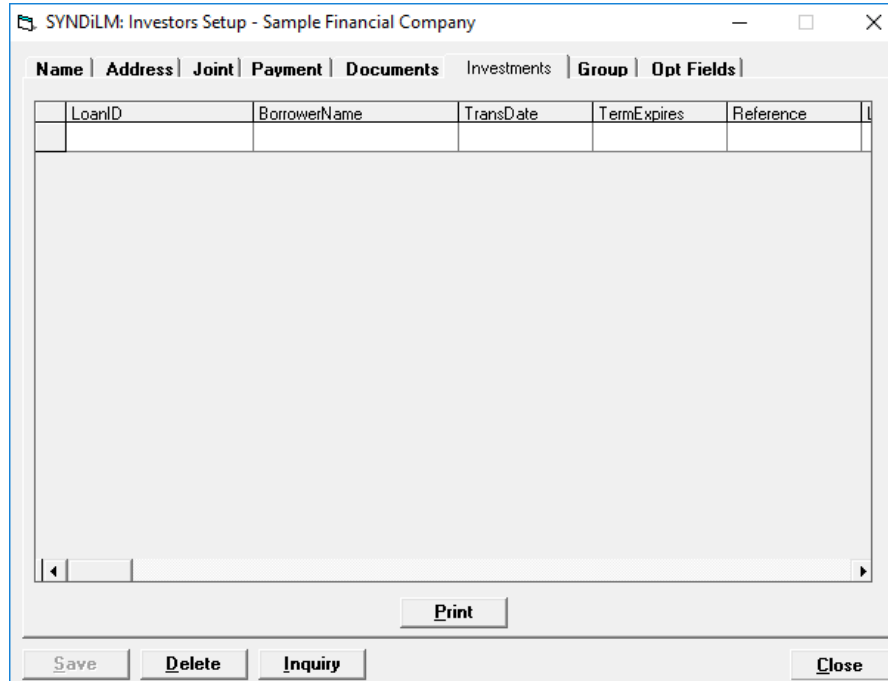 SYNDiLM: Investors Setup - Sample Financial Company
Name Address Joint Payment Documents Investments Group Opt Fields
LoanID BorrowerName TransDate TermExpires Reference
Print
Save Delete Inquiry Close